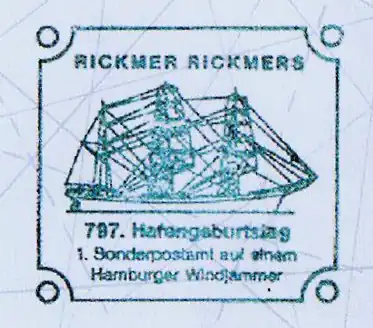 RICKMER RICKMERS
797. Hafengeburtstag
1. Sonderpostamt auf einem
Hamburger Windjammer